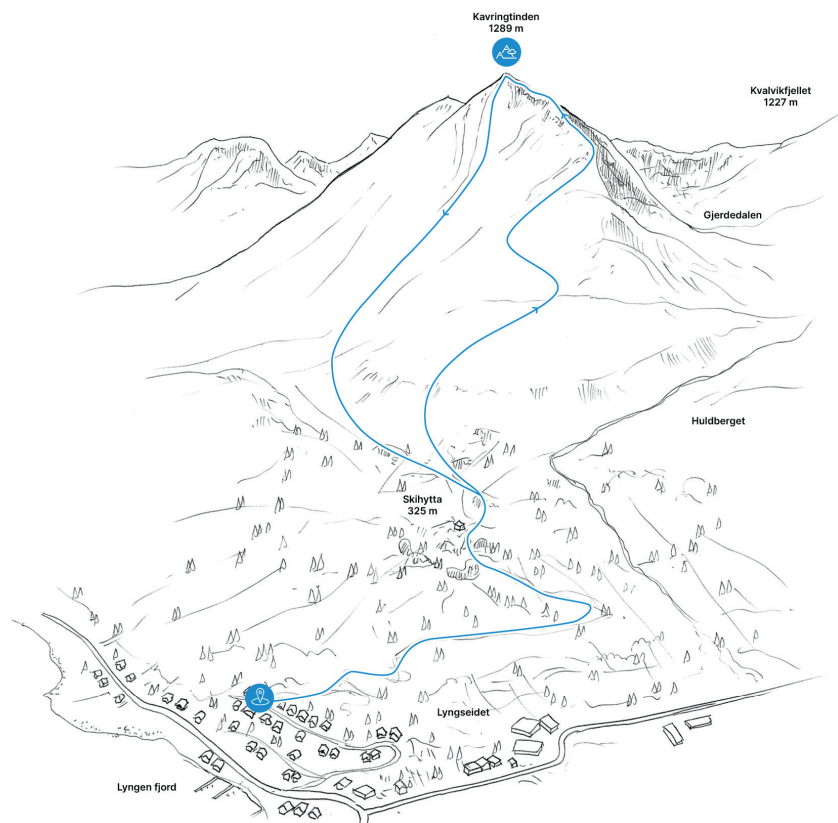 Kavringtinden
1289 m
Kvalvikfjellet
1227 m
Gjerdedalen
Huldberget
Skihytta
325 m
Lyngseidet
Lyngen fjord